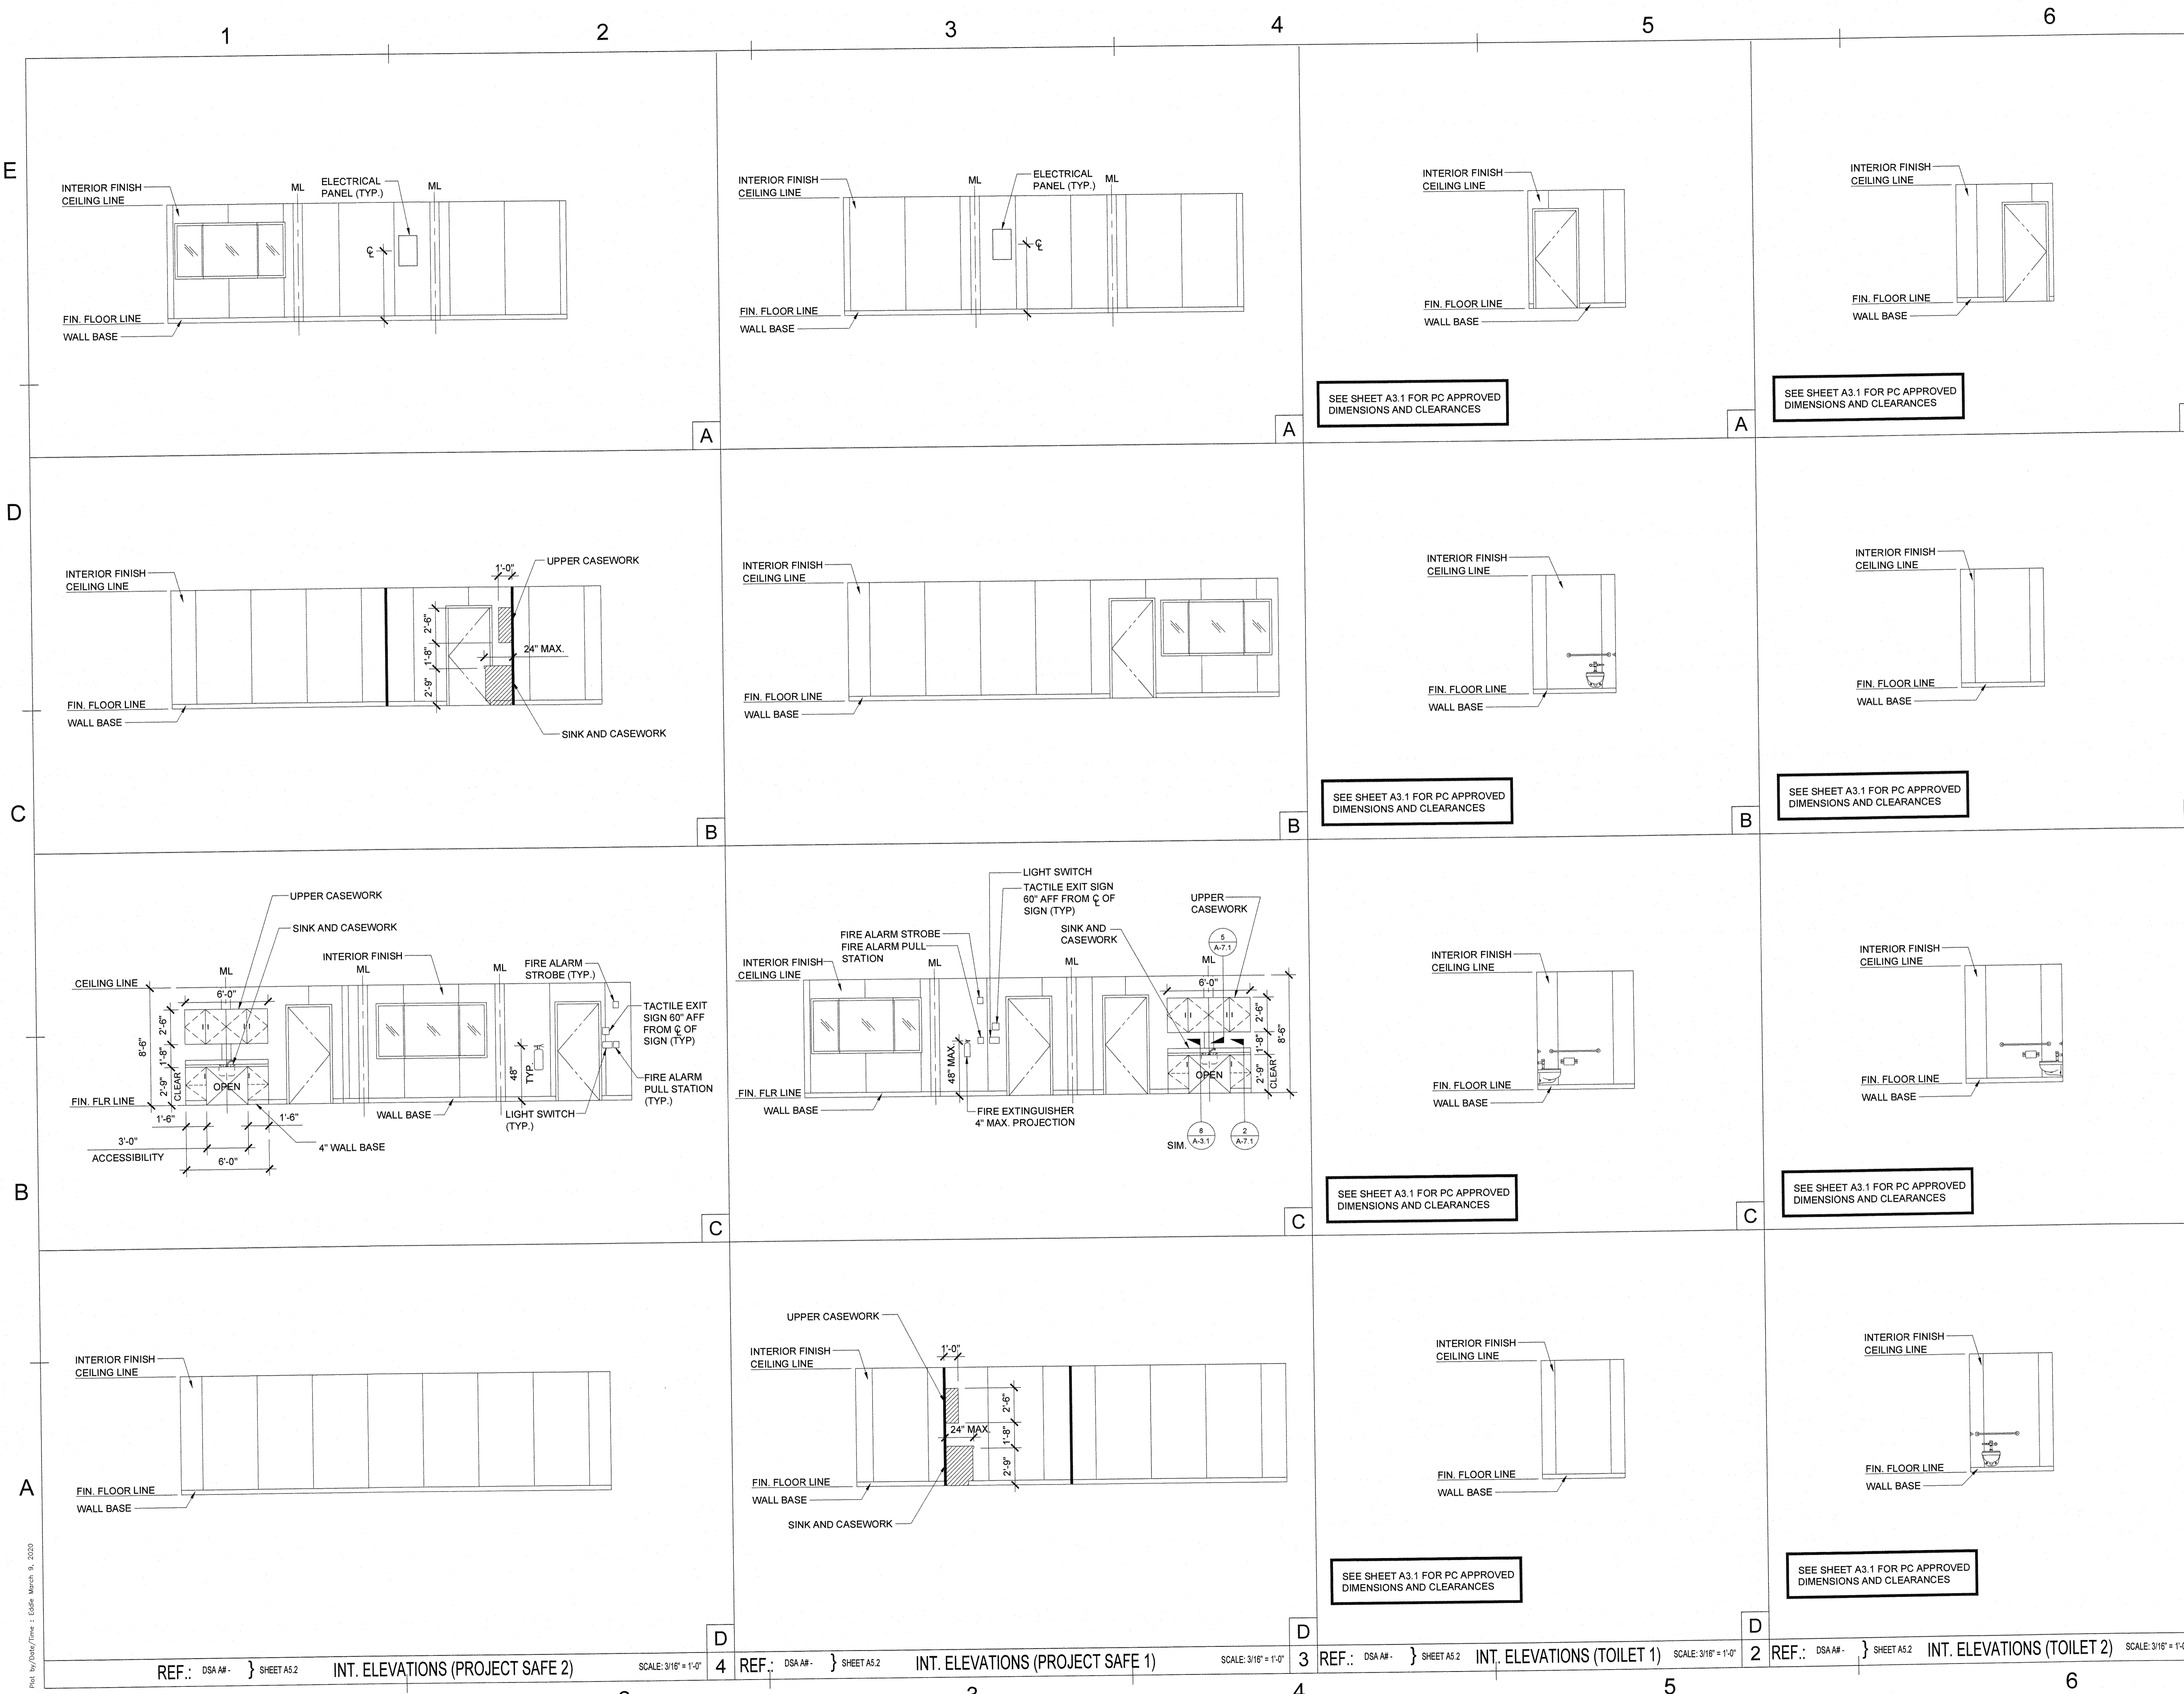 1
2
3
4
5
6
E
D
C
B
A
INTERIOR FINISH
CEILING LINE
ML
ELECTRICAL
PANEL (TYP.)
ML
℄
FIN. FLOOR LINE
WALL BASE
A
INTERIOR FINISH
CEILING LINE
ML
ELECTRICAL
PANEL (TYP.)
ML
℄
FIN. FLOOR LINE
WALL BASE
A
INTERIOR FINISH
CEILING LINE
FIN. FLOOR LINE
WALL BASE
SEE SHEET A3.1 FOR PC APPROVED
DIMENSIONS AND CLEARANCES
A
INTERIOR FINISH
CEILING LINE
FIN. FLOOR LINE
WALL BASE
SEE SHEET A3.1 FOR PC APPROVED
DIMENSIONS AND CLEARANCES
INTERIOR FINISH
CEILING LINE
1'-0"
UPPER CASEWORK
2'-6"
1'-8"
24" MAX.
2'-9"
FIN. FLOOR LINE
WALL BASE
SINK AND CASEWORK
B
INTERIOR FINISH
CEILING LINE
FIN. FLOOR LINE
WALL BASE
B
INTERIOR FINISH
CEILING LINE
FIN. FLOOR LINE
WALL BASE
SEE SHEET A3.1 FOR PC APPROVED
DIMENSIONS AND CLEARANCES
B
INTERIOR FINISH
CEILING LINE
FIN. FLOOR LINE
WALL BASE
SEE SHEET A3.1 FOR PC APPROVED
DIMENSIONS AND CLEARANCES
UPPER CASEWORK
SINK AND CASEWORK
INTERIOR FINISH
CEILING LINE
ML
ML
ML
FIRE ALARM
STROBE (TYP.)
6'-0"
TACTILE EXIT
SIGN 60" AFF
FROM ℄ OF
SIGN (TYP)
8'-6"
2'-6"
1'-8"
2'-9"
CLEAR
OPEN
48"
TYP.
FIRE ALARM
PULL STATION
(TYP.)
FIN. FLR LINE
WALL BASE
LIGHT SWITCH
(TYP.)
1'-6"
1'-6"
3'-0"
ACCESSIBILITY
6'-0"
4" WALL BASE
C
LIGHT SWITCH
TACTILE EXIT SIGN
60" AFF FROM ℄ OF
SIGN (TYP)
UPPER
CASEWORK
FIRE ALARM STROBE
FIRE ALARM PULL
STATION
SINK AND
CASEWORK
5
A-7.1
INTERIOR FINISH
CEILING LINE
ML
ML
ML
6'-0"
2'-6"
1'-8"
2'-9"
CLEAR
8'-6"
OPEN
48" MAX.
FIN. FLR LINE
WALL BASE
FIRE EXTINGUISHER
4" MAX. PROJECTION
SIM.
8
A-3.1
2
A-7.1
C
INTERIOR FINISH
CEILING LINE
FIN. FLOOR LINE
WALL BASE
SEE SHEET A3.1 FOR PC APPROVED
DIMENSIONS AND CLEARANCES
C
INTERIOR FINISH
CEILING LINE
FIN. FLOOR LINE
WALL BASE
SEE SHEET A3.1 FOR PC APPROVED
DIMENSIONS AND CLEARANCES
INTERIOR FINISH
CEILING LINE
FIN. FLOOR LINE
WALL BASE
D
UPPER CASEWORK
INTERIOR FINISH
CEILING LINE
1'-0"
2'-6"
24" MAX.
1'-8"
2'-9"
FIN. FLOOR LINE
WALL BASE
SINK AND CASEWORK
D
INTERIOR FINISH
CEILING LINE
FIN. FLOOR LINE
WALL BASE
SEE SHEET A3.1 FOR PC APPROVED
DIMENSIONS AND CLEARANCES
D
INTERIOR FINISH
CEILING LINE
FIN. FLOOR LINE
WALL BASE
SEE SHEET A3.1 FOR PC APPROVED
DIMENSIONS AND CLEARANCES
Plot by/Date/Time : Eddie March 9, 2020
REF.: DSA A# - } SHEET A5.2 INT. ELEVATIONS (PROJECT SAFE 2) SCALE: 3/16" = 1'-0" 4
REF.: DSA A# - } SHEET A5.2 INT. ELEVATIONS (PROJECT SAFE 1) SCALE: 3/16" = 1'-0" 3
REF.: DSA A# - } SHEET A5.2 INT. ELEVATIONS (TOILET 1) SCALE: 3/16" = 1'-0" 2
REF.: DSA A# - } SHEET A5.2 INT. ELEVATIONS (TOILET 2) SCALE: 3/16" = 1'-0
5
6